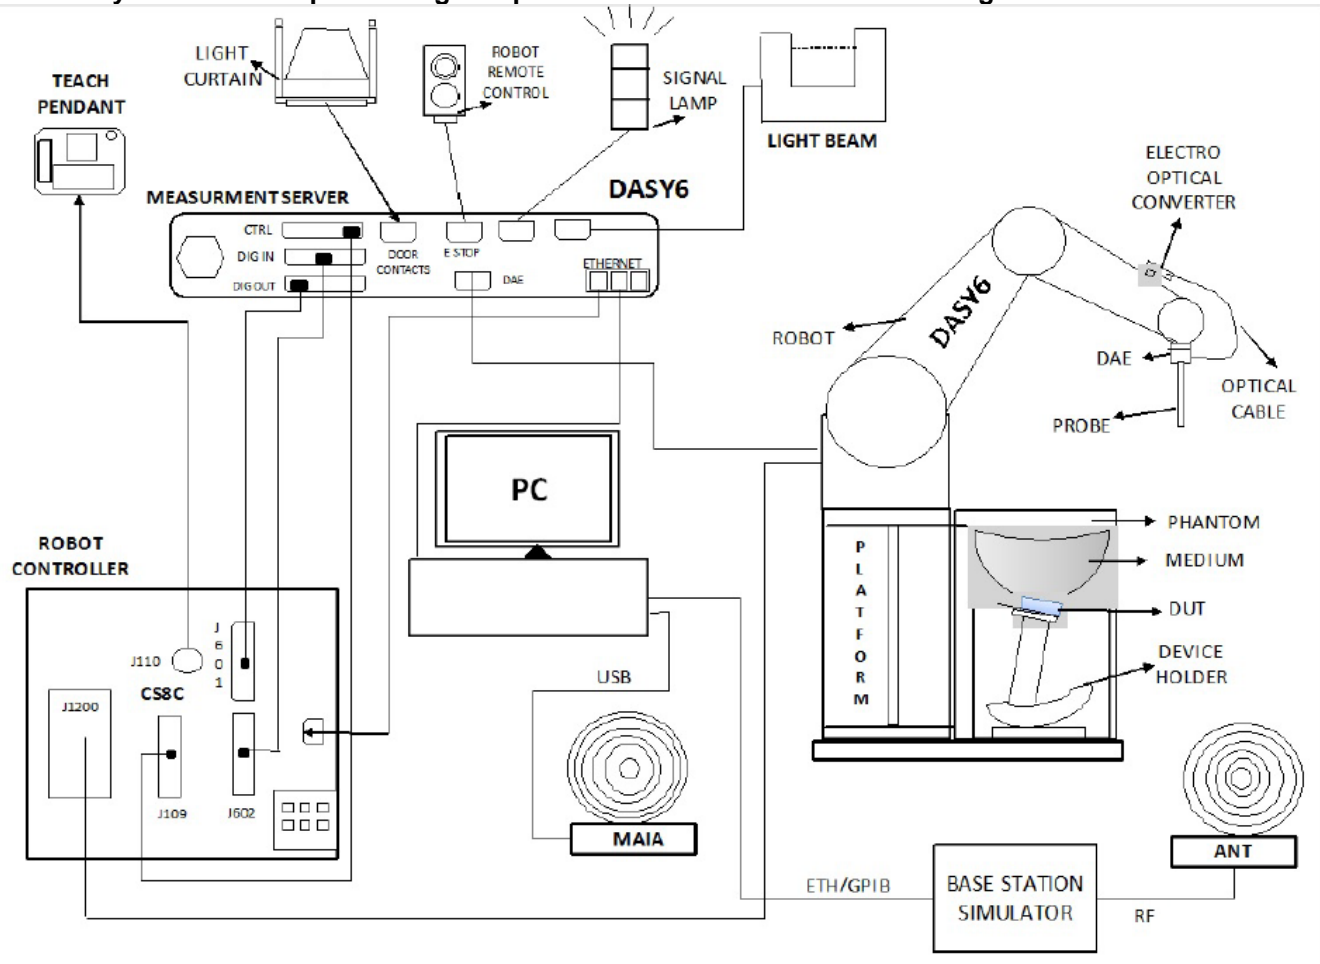 LIGHT
CURTAIN
ROBOT
REMOTE
CONTROL
SIGNAL
LAMP
LIGHT BEAM
TEACH
PENDANT
MEASURMENT SERVER
DASY6
CTRL
DIG IN
DIG OUT
DOOR
CONTACTS
E STOP
DAE
ETHERNET
ELECTRO
OPTICAL
CONVERTER
ROBOT
DASY6
DAE
OPTICAL
CABLE
PROBE
PC
PLATFORM
PHANTOM
MEDIUM
DUT
DEVICE
HOLDER
ROBOT
CONTROLLER
J110
J601
CS8C
J1200
J109
J602
USB
MAIA
ANT
ETH/GPIB
BASE STATION
SIMULATOR
RF